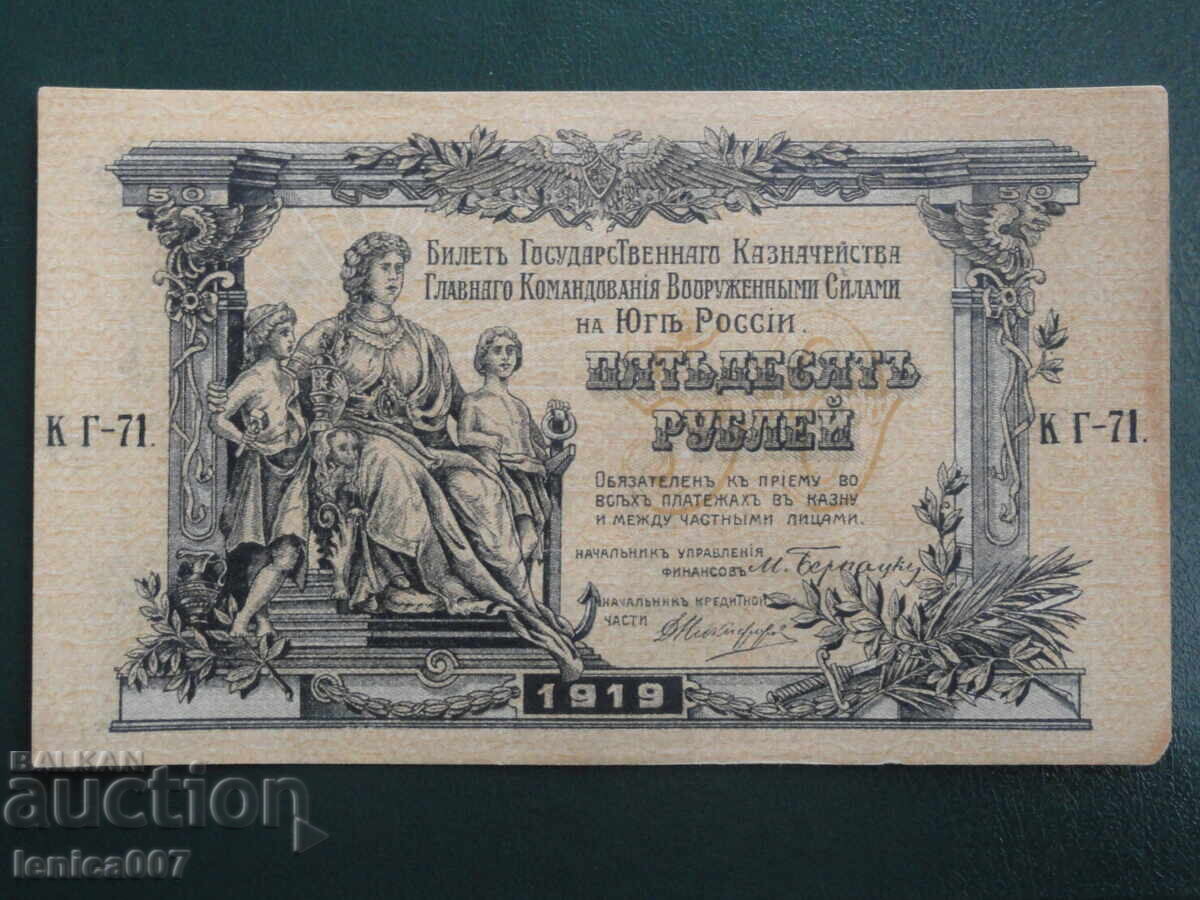 50
50
Билетъ Государственнаго Казначейства
Главнаго Командованія Вооруженными Силами
на Югѣ Россіи.
ПЯТЬДЕСЯТЪ
РУБЛЕЙ
К Г-71.
К Г-71.
Обязателенъ къ пріему во
всѣхъ платежахъ въ казну
и между частными лицами.
Начальникъ управленія
финансовъ М. Бернацкі
Начальникъ кредитной
части
1919
BALKAN
auction
lenica007